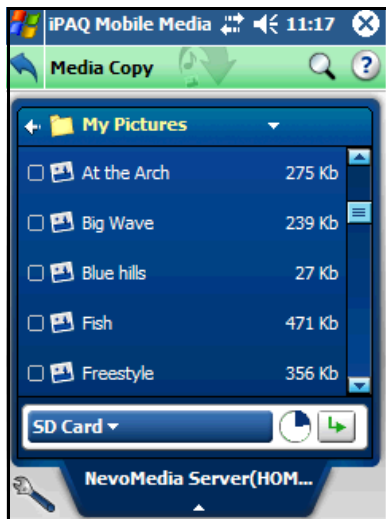 iPAQ Mobile Media 11:17
Media Copy ?
My Pictures
At the Arch 275 Kb
Big Wave 239 Kb
Blue hills 27 Kb
Fish 471 Kb
Freestyle 356 Kb
SD Card
NevoMedia Server(HOM...